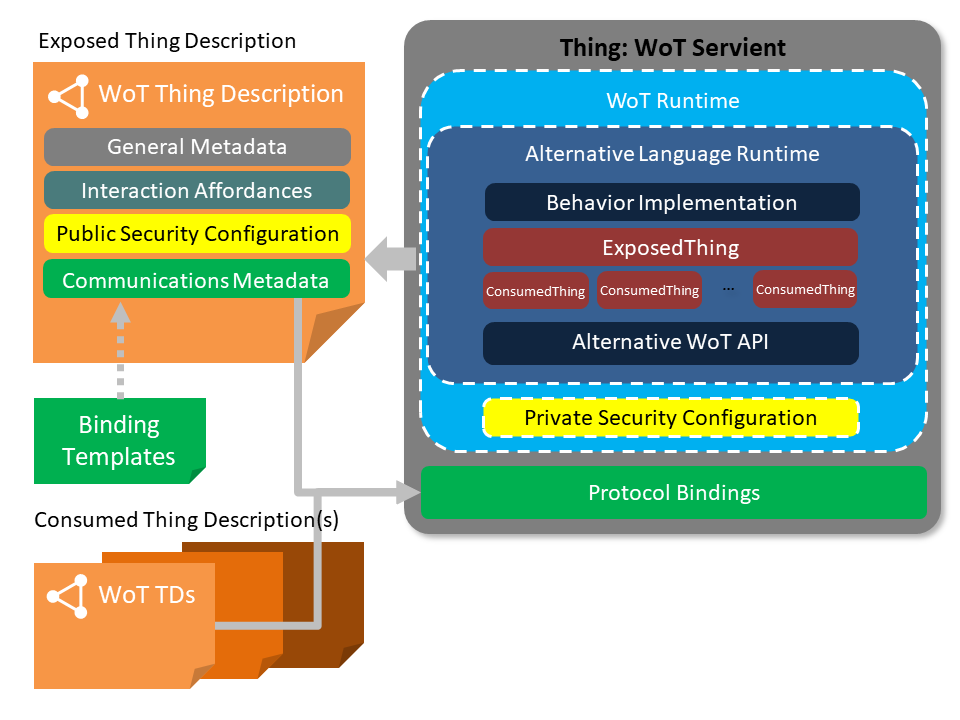 Exposed Thing Description
WoT Thing Description
General Metadata
Interaction Affordances
Public Security Configuration
Communications Metadata
Binding
Templates
Consumed Thing Description(s)
WoT TDs
Thing: WoT Servient
WoT Runtime
Alternative Language Runtime
Behavior Implementation
ExposedThing
ConsumedThing ConsumedThing ... ConsumedThing
Alternative WoT API
Private Security Configuration
Protocol Bindings